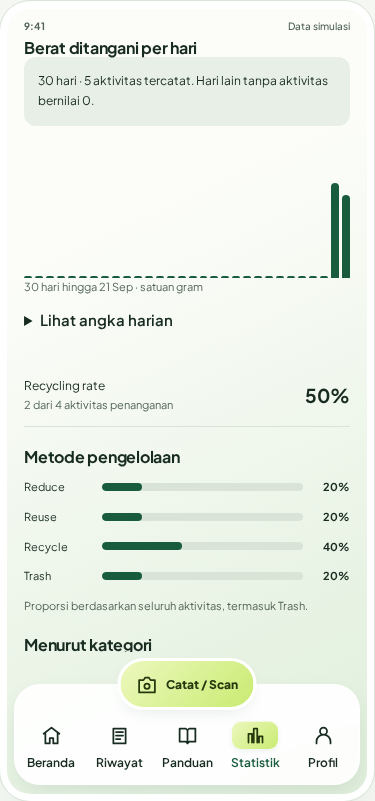 9:41
Data simulasi
Berat ditangani per hari
30 hari · 5 aktivitas tercatat. Hari lain tanpa aktivitas
bernilai 0.
30 hari hingga 21 Sep · satuan gram
Lihat angka harian
Recycling rate
50%
2 dari 4 aktivitas penanganan
Metode pengelolaan
Reduce 20%
Reuse 20%
Recycle 40%
Trash 20%
Proporsi berdasarkan seluruh aktivitas, termasuk Trash.
Menurut kategori
Catat / Scan
Beranda Riwayat Panduan Statistik Profil